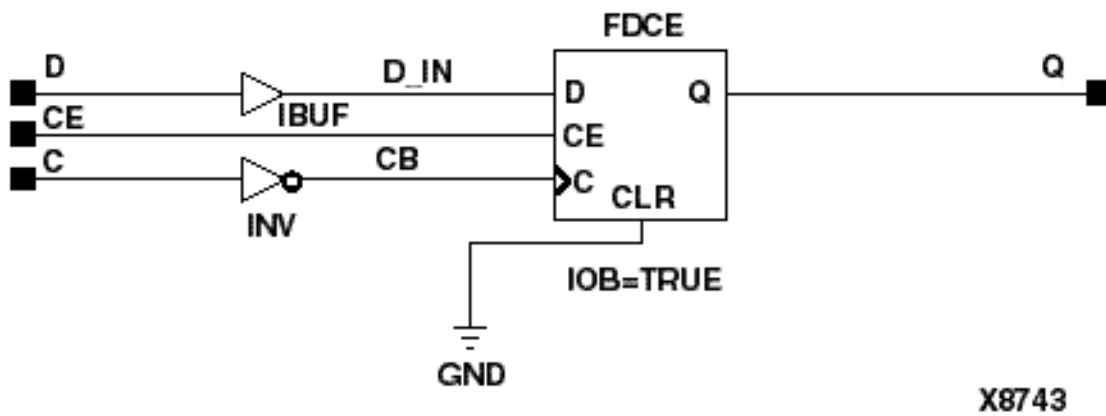 FDCE
D
D_IN
Q
IBUF
D
Q
CE
CE
C
CB
C
CLR
INV
IOB=TRUE
GND
X8743